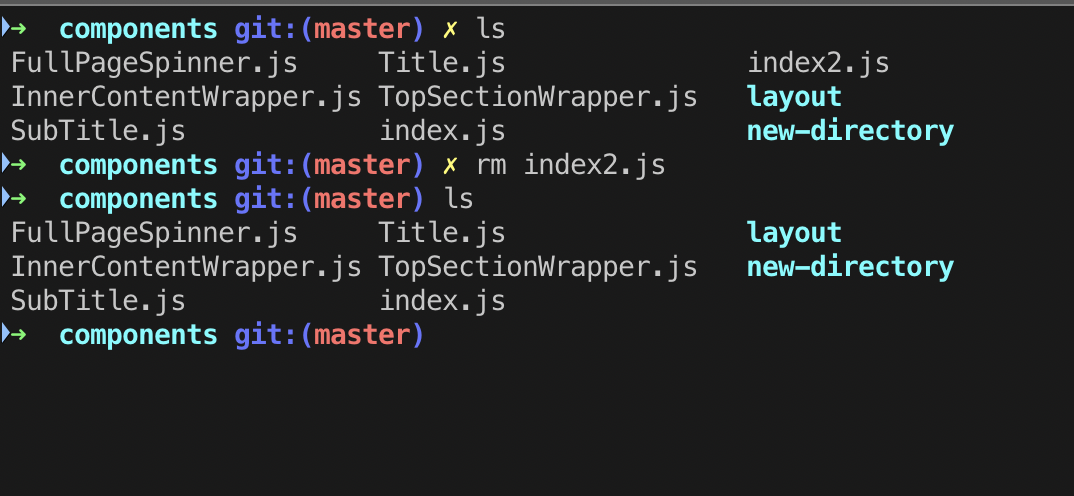 ➜ components git:(master) ✗ ls
FullPageSpinner.js Title.js index2.js
InnerContentWrapper.js TopSectionWrapper.js layout
SubTitle.js index.js new-directory
➜ components git:(master) ✗ rm index2.js
➜ components git:(master) ls
FullPageSpinner.js Title.js layout
InnerContentWrapper.js TopSectionWrapper.js new-directory
SubTitle.js index.js
➜ components git:(master)